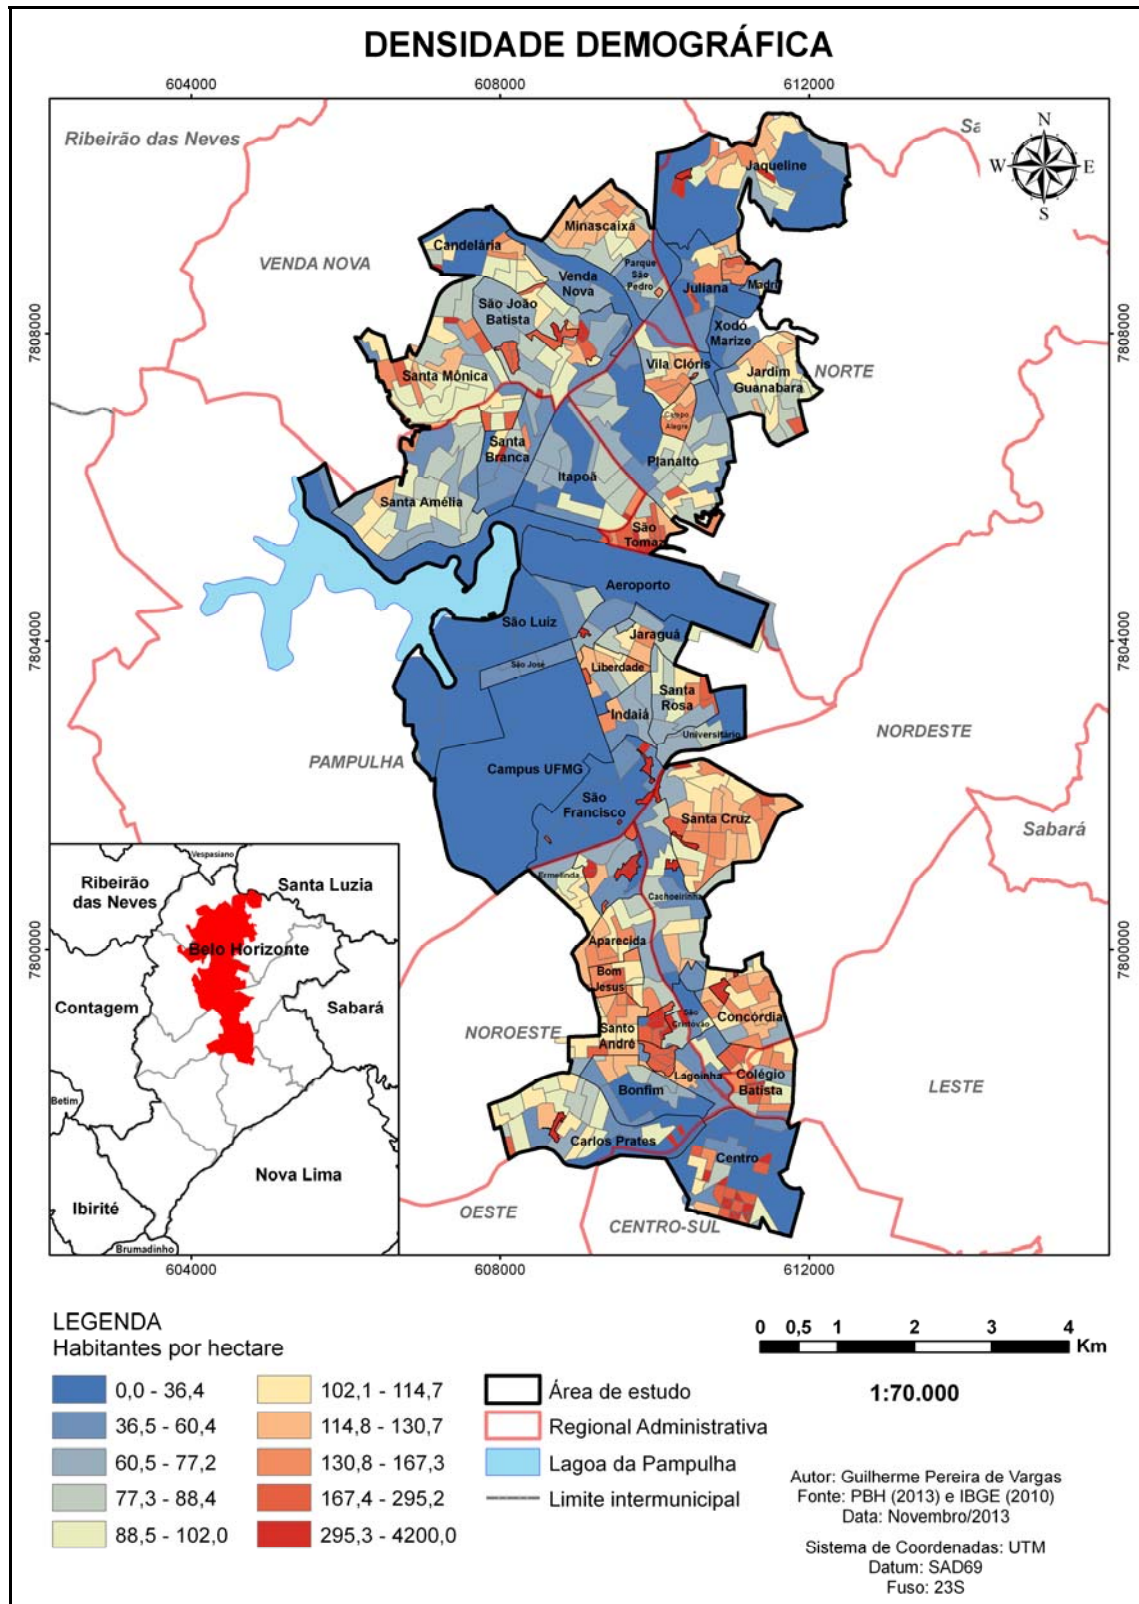 DENSIDADE DEMOGRÁFICA
604000
608000
612000
Ribeirão das Neves
Sa
N
W
E
S
Jaqueline
Minascaixa
Candelária
VENDA NOVA
Venda
Nova
Parque
São
Pedro
Juliana
Madri
São João
Batista
Xodó
Marize
7808000
7808000
Vila Clóris
Santa Mônica
Jardim
Guanabara
NORTE
Campo
Alegre
Santa
Branca
Itapoã
Planalto
Santa Amélia
São
Tomaz
Aeroporto
São Luiz
Jaraguá
7804000
7804000
São José
Liberdade
Santa
Rosa
Indaiá
Universitário
NORDESTE
PAMPULHA
Campus UFMG
São
Francisco
Santa Cruz
Sabará
Ermelinda
Cachoeirinha
Vespasiano
Ribeirão
das Neves
Santa Luzia
Belo Horizonte
Contagem
Sabará
Betim
Nova Lima
Ibirité
Brumadinho
Aparecida
7800000
Bom
Jesus
São
Cristovão
Concórdia
NOROESTE
Santo
André
Lagoinha
Colégio
Batista
LESTE
Bonfim
Carlos Prates
Centro
OESTE
CENTRO-SUL
604000
608000
612000
LEGENDA
Habitantes por hectare
0,0 - 36,4
36,5 - 60,4
60,5 - 77,2
77,3 - 88,4
88,5 - 102,0
102,1 - 114,7
114,8 - 130,7
130,8 - 167,3
167,4 - 295,2
295,3 - 4200,0
Área de estudo
Regional Administrativa
Lagoa da Pampulha
Limite intermunicipal
0 0,5 1 2 3 4
Km
1:70.000
Autor: Guilherme Pereira de Vargas
Fonte: PBH (2013) e IBGE (2010)
Data: Novembro/2013
Sistema de Coordenadas: UTM
Datum: SAD69
Fuso: 23S
7800000